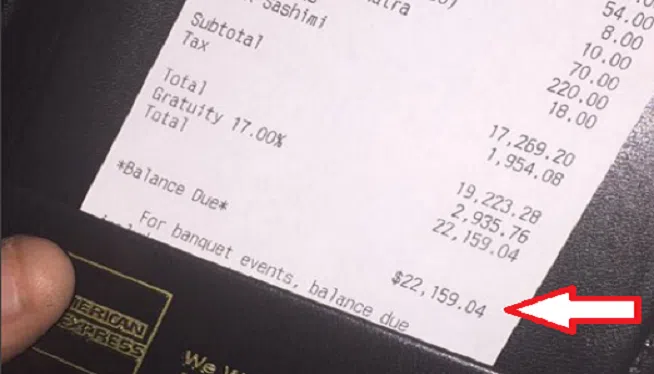 54.00
8.00
Sashimi 10.00
70.00
220.00
18.00
Subtotal 17,269.20
Tax 1,954.08
Total 19,223.28
Gratuity 17.00% 2,935.76
Total 22,159.04
*Balance Due* $22,159.04
For banquet events, balance due
AMERICAN
EXPRESS
We